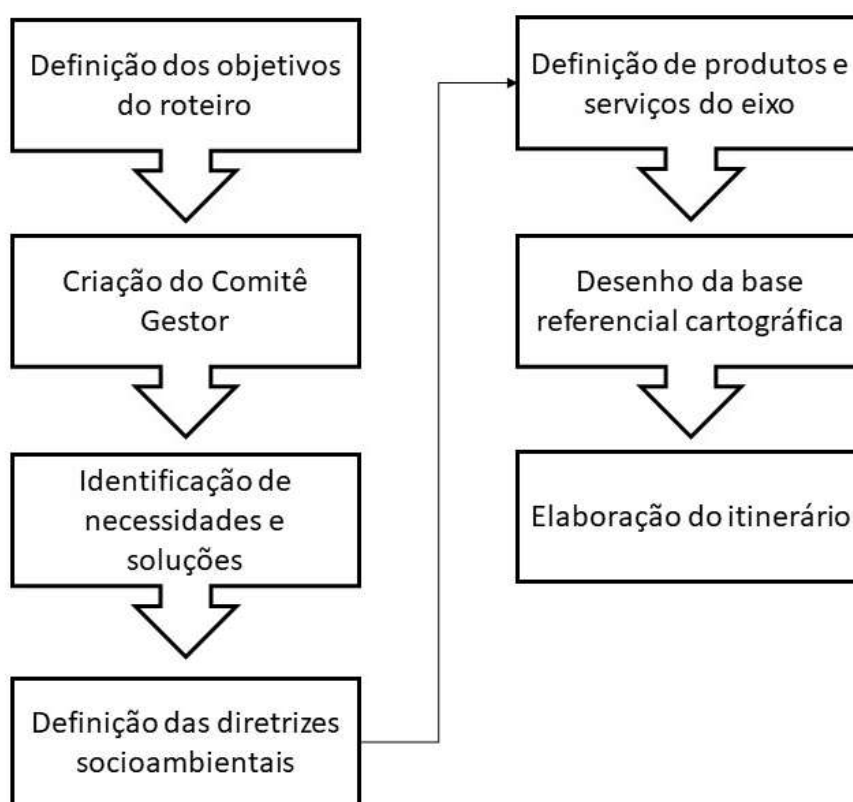 Definição dos objetivos
do roteiro
Criação do Comitê
Gestor
Identificação de
necessidades e
soluções
Definição das diretrizes
socioambientais
Definição de produtos e
serviços do eixo
Desenho da base
referencial cartográfica
Elaboração do itinerário